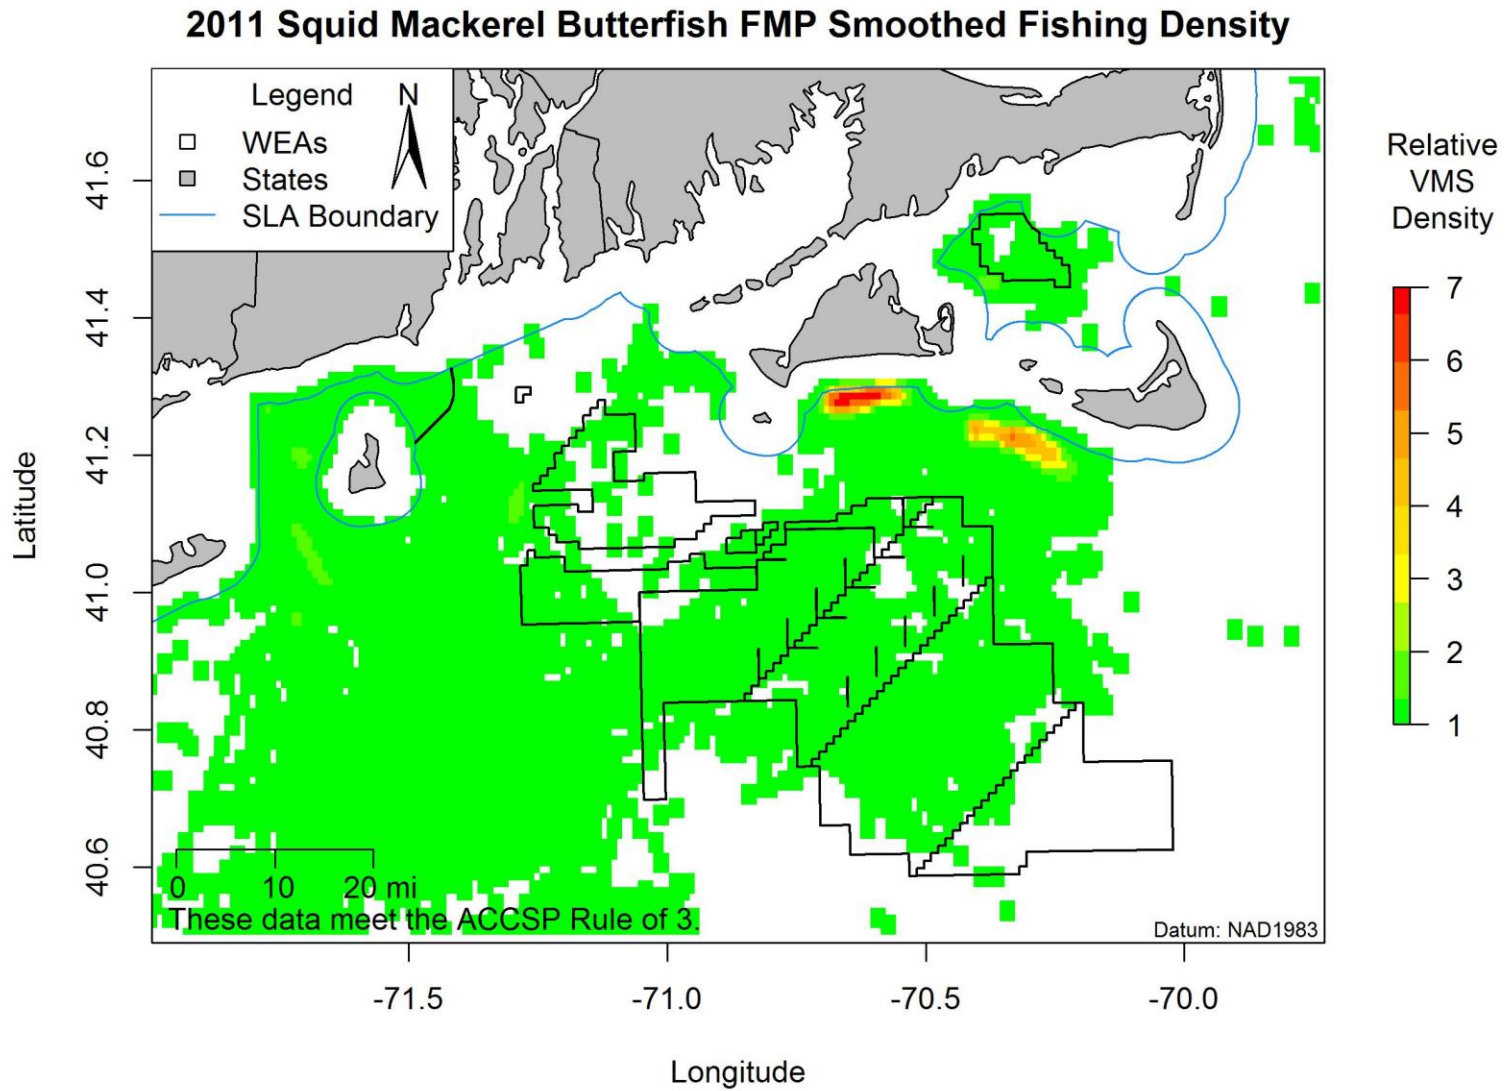 2011 Squid Mackerel Butterfish FMP Smoothed Fishing Density
Legend
N
WEAs
States
SLA Boundary
Relative
VMS
Density
7
6
5
4
3
2
1
Latitude
41.6
41.4
41.2
41.0
40.8
40.6
0 10 20 mi
These data meet the ACCSP Rule of 3.
Datum: NAD1983
-71.5 -71.0 -70.5 -70.0
Longitude